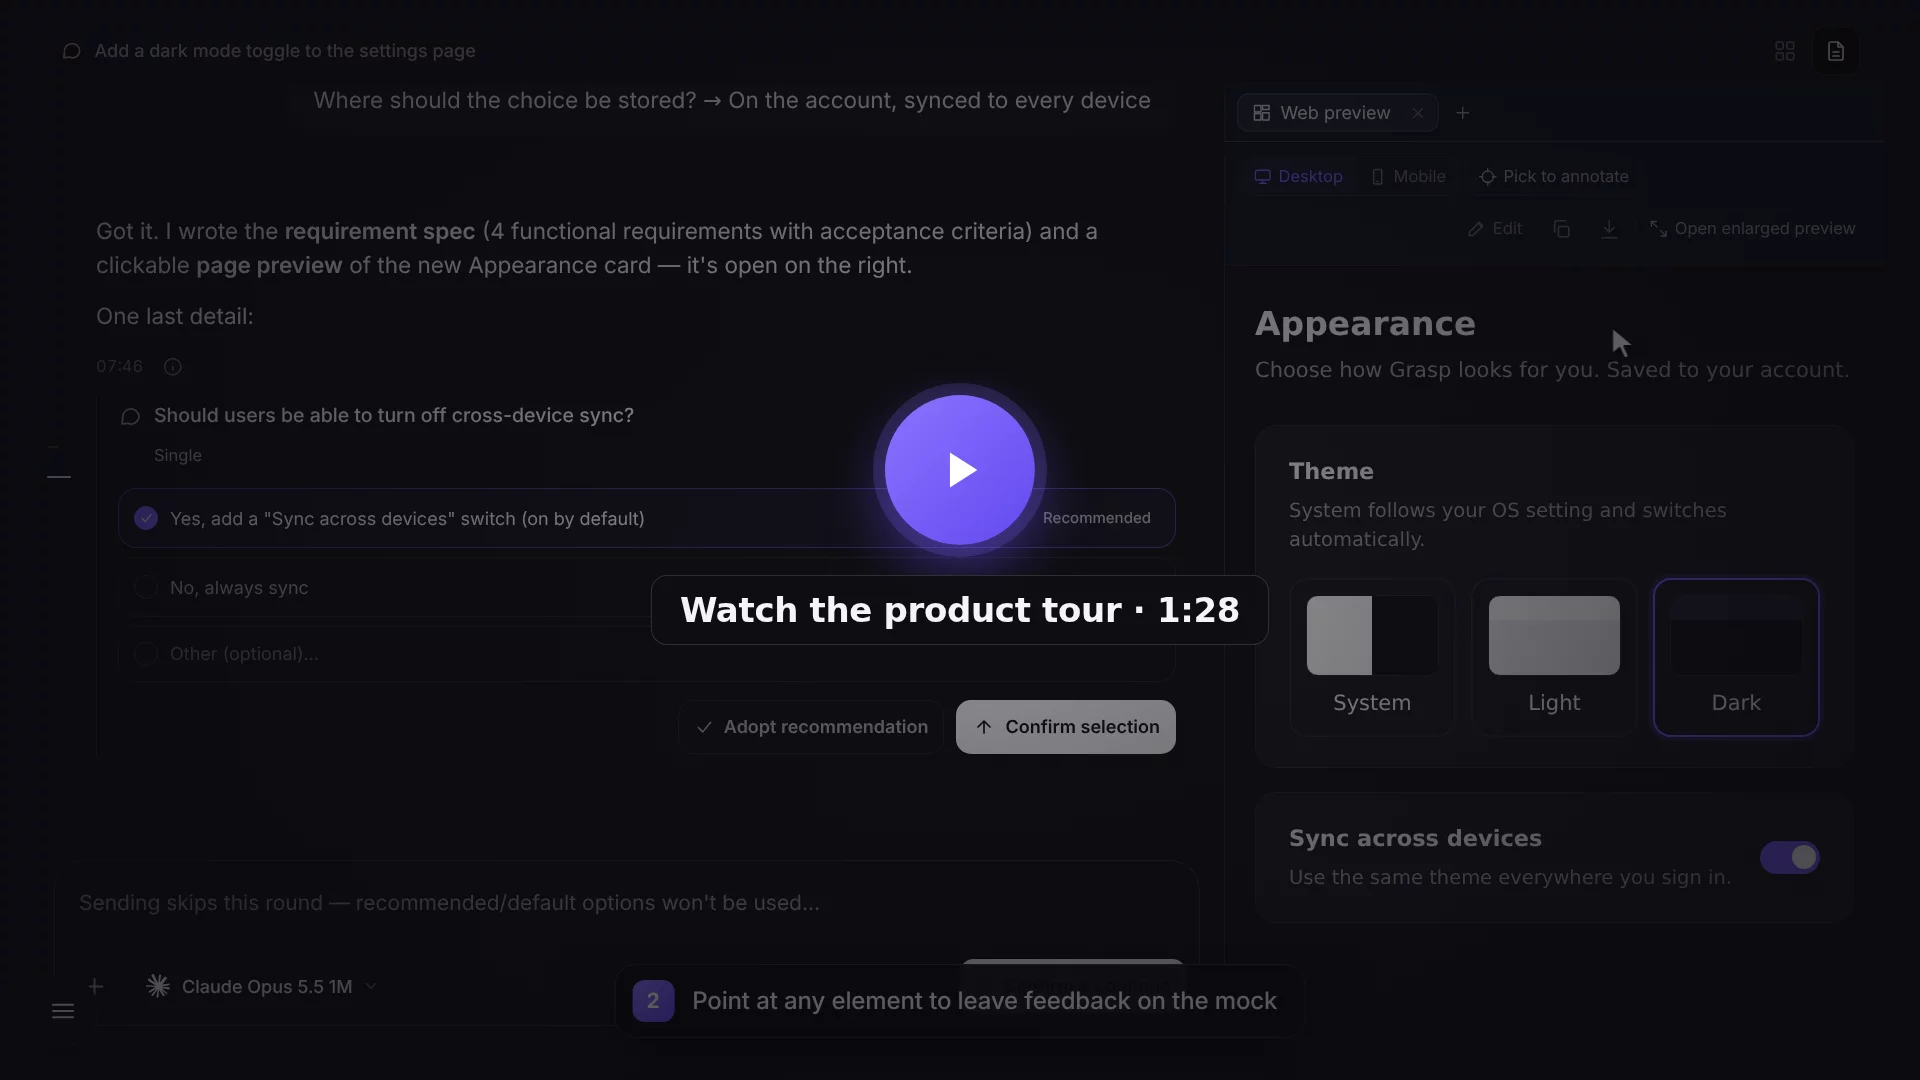 Add a dark mode toggle to the settings page
Where should the choice be stored? → On the account, synced to every device
Got it. I wrote the requirement spec (4 functional requirements with acceptance criteria) and a
clickable page preview of the new Appearance card — it's open on the right.
One last detail:
07:46
Should users be able to turn off cross-device sync?
Single
Yes, add a "Sync across devices" switch (on by default)
Recommended
No, always sync
Other (optional)...
Adopt recommendation
Confirm selection
Sending skips this round — recommended/default options won't be used...
Claude Opus 5.5 1M
Web preview
Desktop
Mobile
Pick to annotate
Edit
Open enlarged preview
Appearance
Choose how Grasp looks for you. Saved to your account.
Theme
System follows your OS setting and switches
automatically.
System
Light
Dark
Sync across devices
Use the same theme everywhere you sign in.
Watch the product tour · 1:28
2 Point at any element to leave feedback on the mock